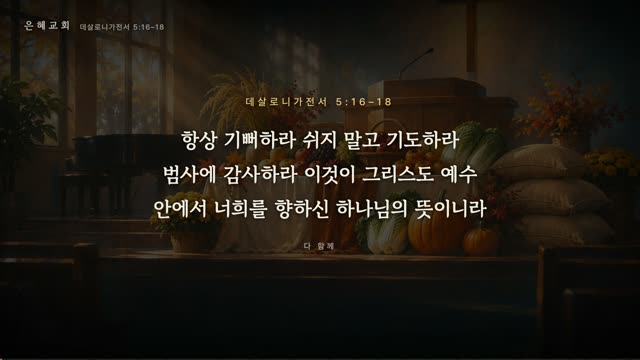 은혜교회 데살로니가전서 5:16-18
데살로니가전서 5:16-18
항상 기뻐하라 쉬지 말고 기도하라
범사에 감사하라 이것이 그리스도 예수
안에서 너희를 향하신 하나님의 뜻이니라
다 함께